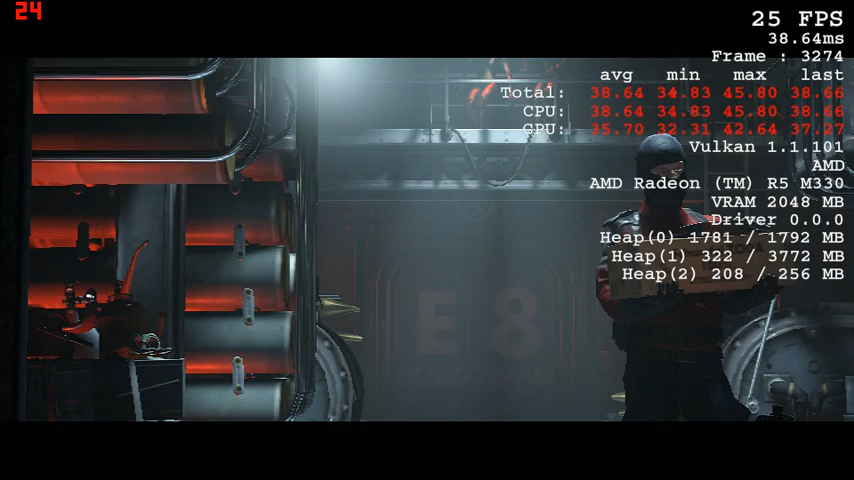 24
25 FPS
38.64ms
Frame : 3274
avg min max last
Total: 38.64 34.83 45.80 38.66
CPU: 38.64 34.83 45.80 38.66
GPU: 35.70 32.31 42.64 37.27
Vulkan 1.1.101
AMD
AMD Radeon (TM) R5 M330
VRAM 2048 MB
Driver 0.0.0
Heap(0) 1781 / 1792 MB
Heap(1) 322 / 3772 MB
Heap(2) 208 / 256 MB
E 8